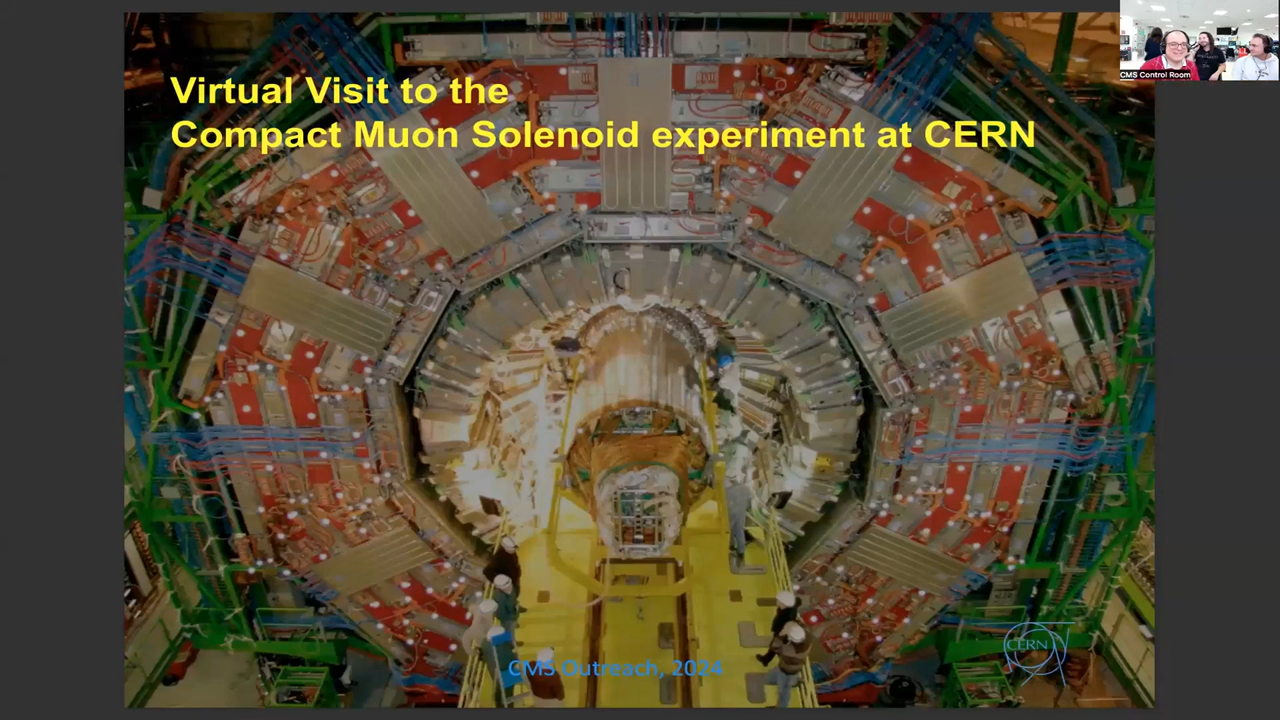 Virtual Visit to the
Compact Muon Solenoid experiment at CERN
CMS Control Room
CMS Outreach, 2024
CERN